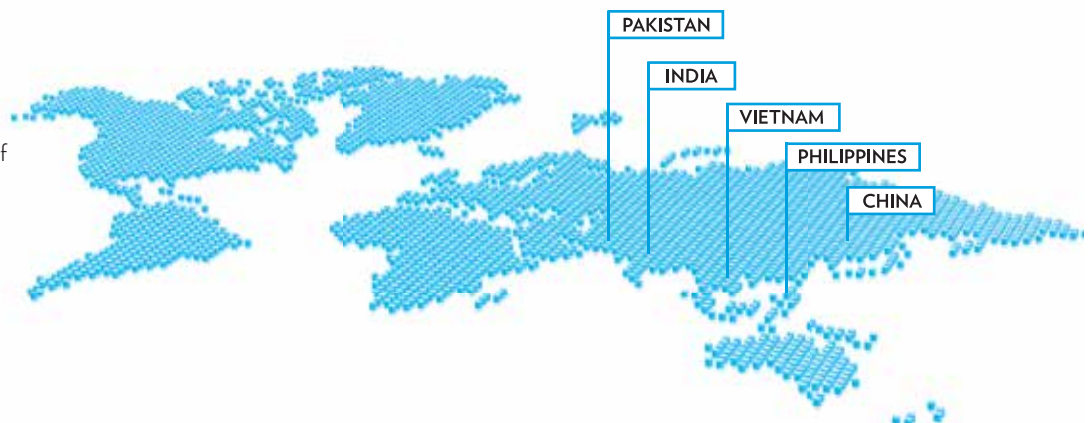 PAKISTAN
INDIA
VIETNAM
f
PHILIPPINES
CHINA